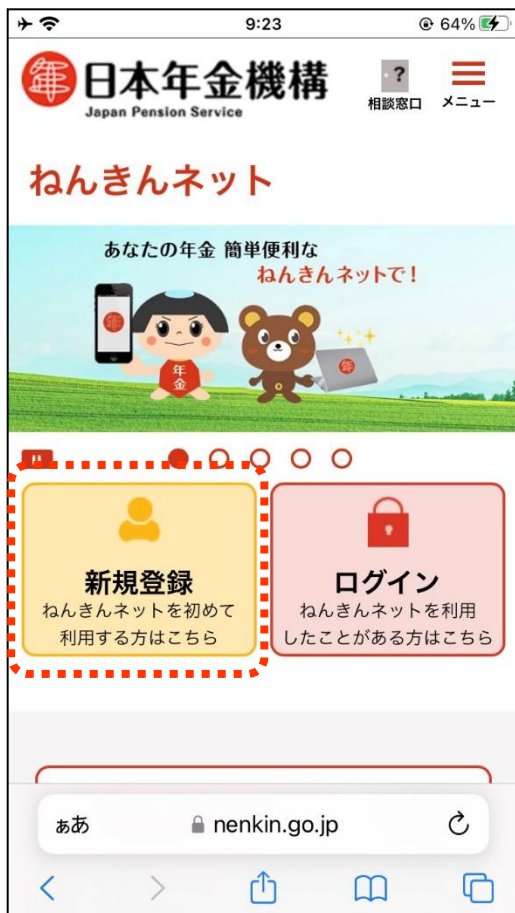 9:23
64%
年
日本年金機構
Japan Pension Service
?
相談窓口
メニュー
ねんきんネット
あなたの年金 簡単便利な
ねんきんネットで!
年
年金
年
新規登録
ねんきんネットを初めて
利用する方はこちら
ログイン
ねんきんネットを利用
したことがある方はこちら
ぁあ
nenkin.go.jp